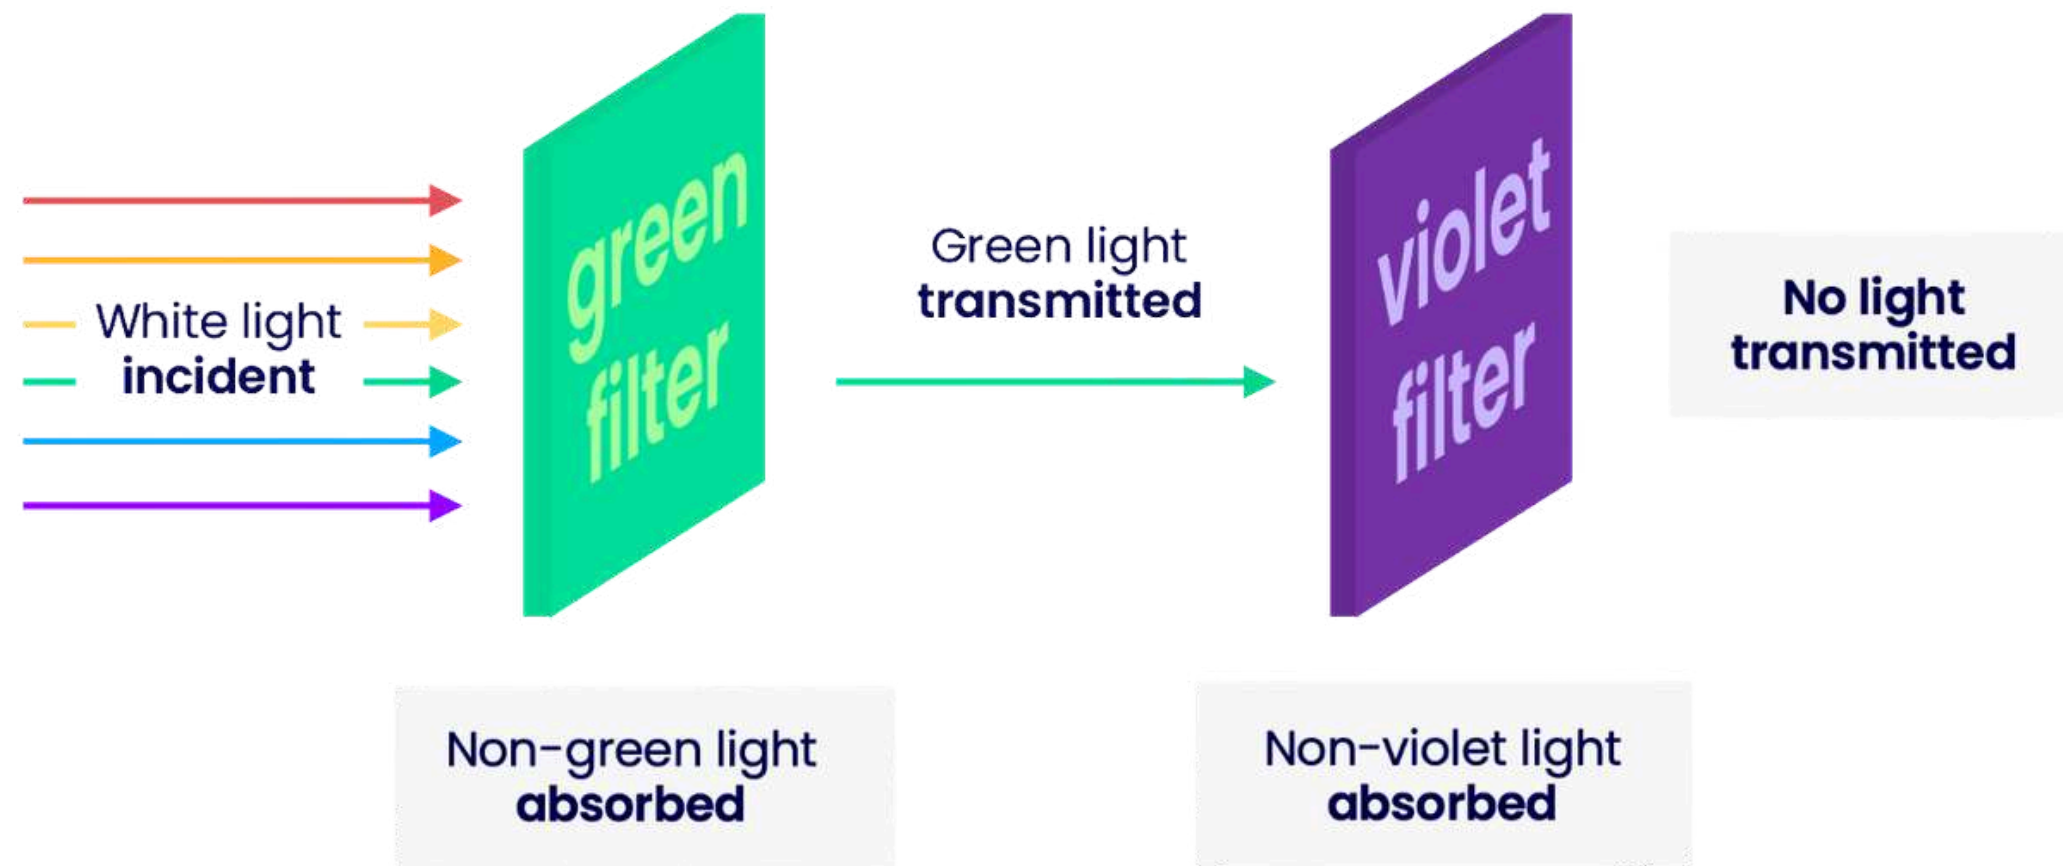 White light
incident
green
filter
Green light
transmitted
violet
filter
No light
transmitted
Non-green light
absorbed
Non-violet light
absorbed